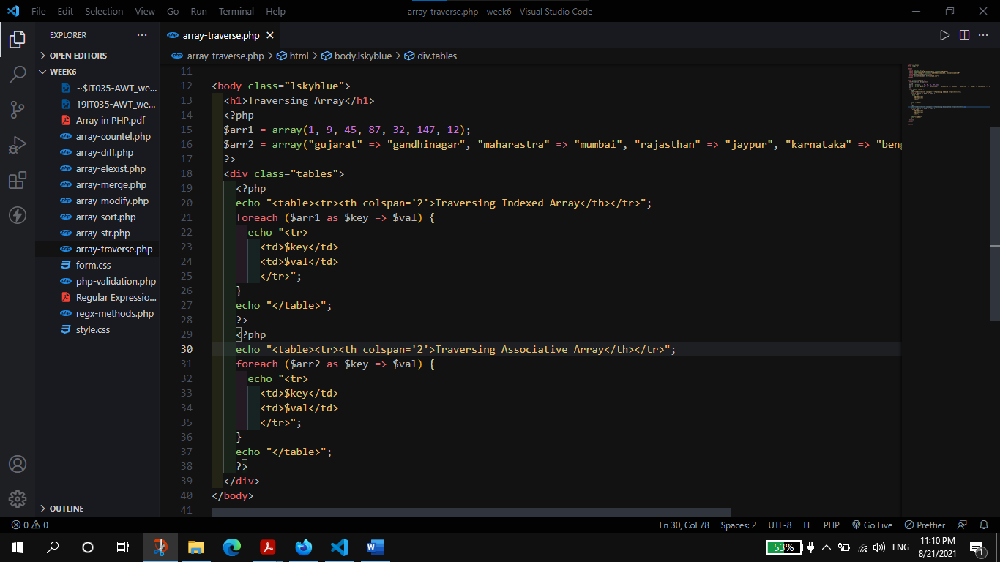 File Edit Selection View Go Run Terminal Help
array-traverse.php - week6 - Visual Studio Code
EXPLORER
OPEN EDITORS
WEEK6
~$IT035-AWT_we...
19IT035-AWT_we...
Array in PHP.pdf
array-countel.php
array-diff.php
array-elexist.php
array-merge.php
array-modify.php
array-sort.php
array-str.php
array-traverse.php
form.css
php-validation.php
Regular Expressio...
regx-methods.php
style.css
OUTLINE
array-traverse.php
array-traverse.php > html > body.lskyblue > div.tables
11
12 <body class="lskyblue">
13 <h1>Traversing Array</h1>
14 <?php
15 $arr1 = array(1, 9, 45, 87, 32, 147, 12);
16 $arr2 = array("gujarat" => "gandhinagar", "maharastra" => "mumbai", "rajasthan" => "jaypur", "karnataka" => "beng
17 ?>
18 <div class="tables">
19 <?php
20 echo "<table><tr><th colspan='2'>Traversing Indexed Array</th></tr>";
21 foreach ($arr1 as $key => $val) {
22 echo "<tr>
23 <td>$key</td>
24 <td>$val</td>
25 </tr>";
26 }
27 echo "</table>";
28 ?>
29 <?php
30 echo "<table><tr><th colspan='2'>Traversing Associative Array</th></tr>";
31 foreach ($arr2 as $key => $val) {
32 echo "<tr>
33 <td>$key</td>
34 <td>$val</td>
35 </tr>";
36 }
37 echo "</table>";
38 ?>
39 </div>
40 </body>
41
0 0
Ln 30, Col 78 Spaces: 2 UTF-8 LF PHP Go Live Prettier
53% ENG 11:10 PM
8/21/2021
1